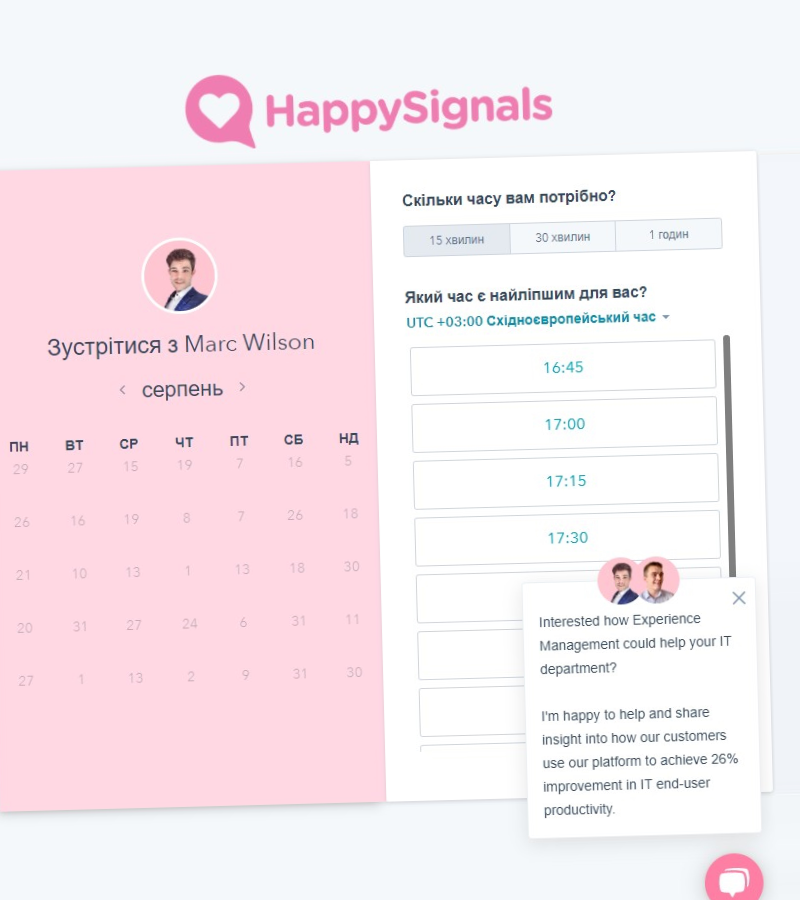 HappySignals
Зустрітися з Marc Wilson
серпень
ПН ВТ СР ЧТ ПТ СБ НД
29 27 15 19 7 16 5
26 16 19 8 7 26 18
21 10 13 1 13 18 30
20 31 27 24 6 31 11
27 1 13 2 9 31 30
Скільки часу вам потрібно?
15 хвилин 30 хвилин 1 годин
Який час є найліпшим для вас?
UTC +03:00 Східноєвропейський час
16:45
17:00
17:15
17:30
Interested how Experience
Management could help your IT
department?
I'm happy to help and share
insight into how our customers
use our platform to achieve 26%
improvement in IT end-user
productivity.